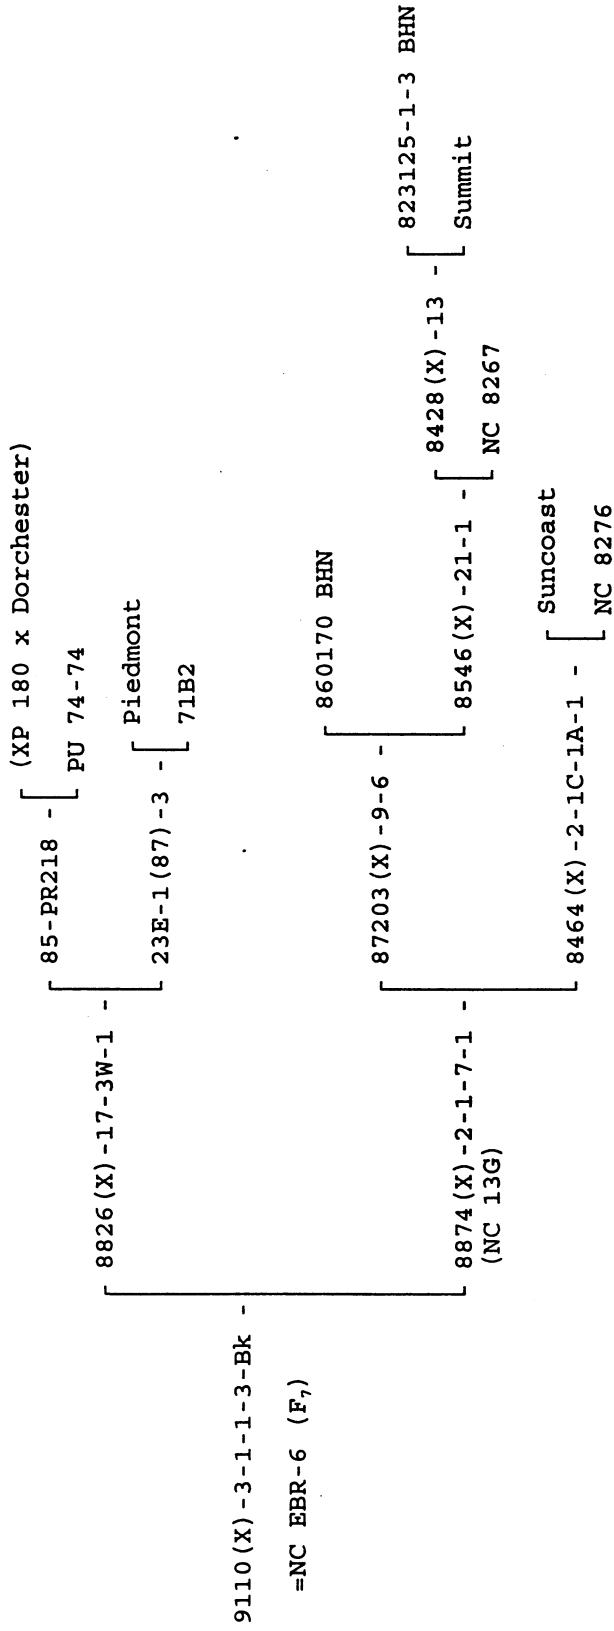 9110(X)-3-1-1-3-Bk -
=NC EBR-6 (F₇)
8826(X)-17-3W-1 -
85-PR218 -
(XP 180 x Dorchester)
PU 74-74
23E-1(87)-3 -
Piedmont
71B2
8874(X)-2-1-7-1 -
(NC 13G)
87203(X)-9-6 -
860170 BHN
8546(X)-21-1 -
8428(X)-13 -
823125-1-3 BHN
Summit
NC 8267
8464(X)-2-1C-1A-1 -
Suncoast
NC 8276